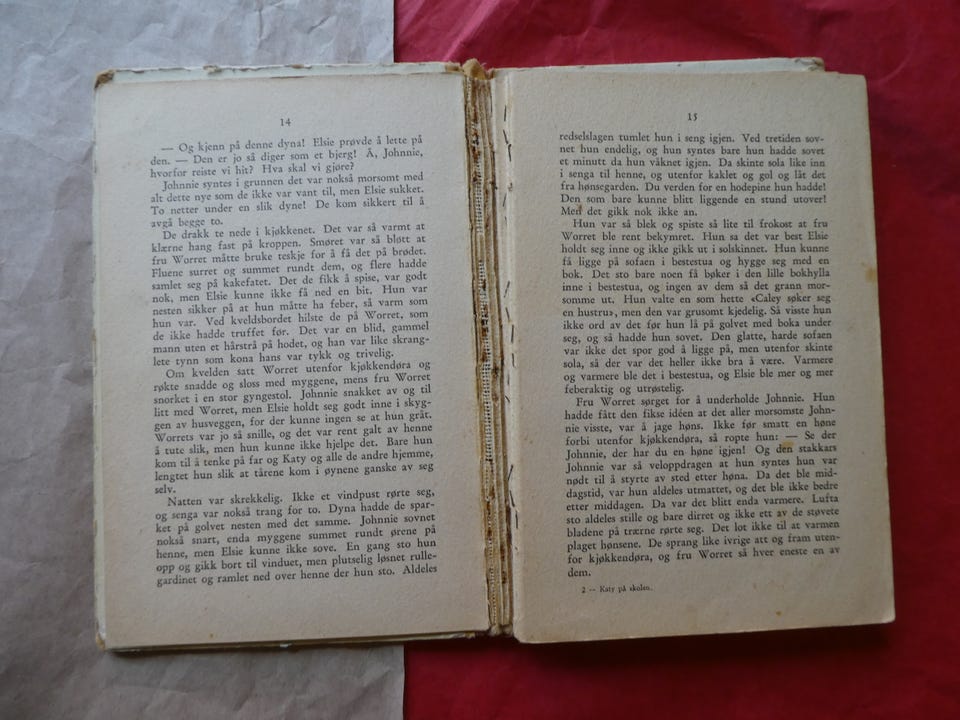 14
— Og kjenn på denne dyna! Elsie prøvde å lette på
den. — Den er jo så diger som et bjerg! Å, Johnnie,
hvorfor reiste vi hit? Hva skal vi gjøre?
Johnnie syntes i grunnen det var nokså morsomt med
alt dette nye som de ikke var vant til, men Elsie sukket.
To netter under en slik dyne! De kom sikkert til å
avgå begge to.
De drakk te nede i kjøkkenet. Det var så varmt at
klærne hang fast på kroppen. Smøret var så bløtt at
fru Worret måtte bruke teskje for å få det på brødet.
Fluene surret og summet rundt dem, og flere hadde
samlet seg på kakefatet. Det de fikk å spise, var godt
nok, men Elsie kunne ikke få ned en bit. Hun var
nesten sikker på at hun måtte ha feber, så varm som
hun var. Ved kveldsbordet hilste de på Worret, som
de ikke hadde truffet før. Det var en blid, gammel
mann uten et hårstrå på hodet, og han var like skrang-
lete tynn som kona hans var tykk og trivelig.
Om kvelden satt Worret utenfor kjøkkendøra og
røkte snadde og sloss med myggene, mens fru Worret
snorket i en stor gyngestol. Johnnie snakket av og til
litt med Worret, men Elsie holdt seg godt inne i skyg-
gen av husveggen, for der kunne ingen se at hun gråt.
Worrets var jo så snille, og det var rent galt av henne
å tute slik, men hun kunne ikke hjelpe det. Bare hun
kom til å tenke på far og Katy og alle de andre hjemme,
lengtet hun slik at tårene kom i øynene ganske av seg
selv.
Natten var skrekkelig. Ikke et vindpust rørte seg,
og senga var nokså trang for to. Dyna hadde de spar-
ket på golvet nesten med det samme. Johnnie sovnet
nokså snart, enda myggene summet rundt ørene på
henne, men Elsie kunne ikke sove. En gang sto hun
opp og gikk bort til vinduet, men plutselig løsnet rulle-
gardinet og ramlet ned over henne der hun sto. Aldeles
15
redselslagen tumlet hun i seng igjen. Ved tretiden sov-
net hun endelig, og hun syntes bare hun hadde sovet
et minutt da hun våknet igjen. Da skinte sola like inn
i senga til henne, og utenfor kaklet og gol og låt det
fra hønsegarden. Du verden for en hodepine hun hadde!
Den som bare kunne blitt liggende en stund utover!
Men det gikk nok ikke an.
Hun var så blek og spiste så lite til frokost at fru
Worret ble rent bekymret. Hun sa det var best Elsie
holdt seg inne og ikke gikk ut i solskinnet. Hun kunne
få ligge på sofaen i bestestua og hygge seg med en
bok. Det sto bare noen få bøker i den lille bokhylla
inne i bestestua, og ingen av dem så det grann mor-
somme ut. Hun valte en som hette «Caley søker seg
en hustru», men den var grusomt kjedelig. Så visste hun
ikke ord av det før hun lå på golvet med boka under
seg, og så hadde hun sovet. Den glatte, harde sofaen
var ikke det spor god å ligge på, men utenfor skinte
sola, så der var det heller ikke bra å være. Varmere
og varmere ble det i bestestua, og Elsie ble mer og mer
feberaktig og utrøstelig.
Fru Worret sørget for å underholde Johnnie. Hun
hadde fått den fikse idéen at det aller morsomste John-
nie visste, var å jage høns. Ikke før smatt en høne
forbi utenfor kjøkkendøra, så ropte hun: — Se der
Johnnie, der har du en høne igjen! Og den stakkars
Johnnie var så veloppdragen at hun syntes hun var
nødt til å styrte av sted etter høna. Da det ble mid-
dagstid, var hun aldeles utmattet, og det ble ikke bedre
etter middagen. Da var det blitt enda varmere. Lufta
sto aldeles stille og bare dirret og ikke ett av de støvete
bladene på trærne rørte seg. Det lot ikke til at varmen
plaget hønsene. De sprang like ivrige att og fram uten-
for kjøkkendøra, og fru Worret så hver eneste en av
dem.
2 — Katy på skolen.